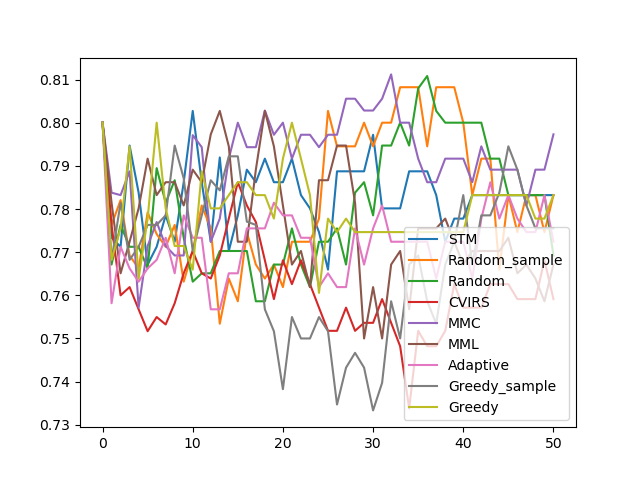 0.81
0.80
0.79
0.78
0.77
0.76
0.75
0.74
0.73
0 10 20 30 40 50
STM
Random_sample
Random
CVIRS
MMC
MML
Adaptive
Greedy_sample
Greedy